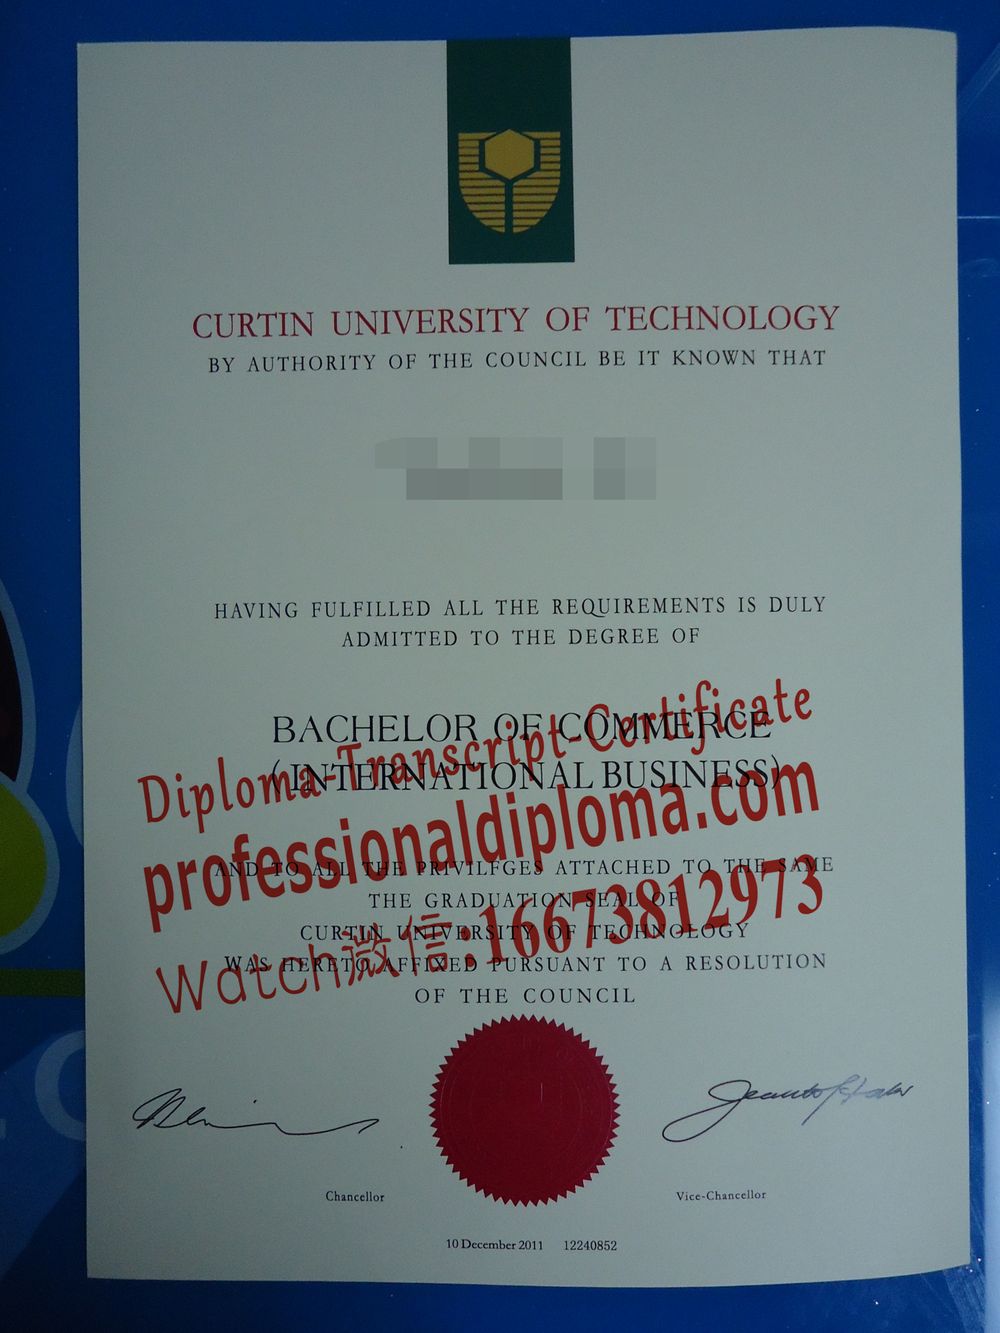 CURTIN UNIVERSITY OF TECHNOLOGY
BY AUTHORITY OF THE COUNCIL BE IT KNOWN THAT
HAVING FULFILLED ALL THE REQUIREMENTS IS DULY
ADMITTED TO THE DEGREE OF
BACHELOR OF COMMERCE
(INTERNATIONAL BUSINESS)
Diploma-Transcript-Certificate
professionaldiploma.com
Watch微信:16673812973
AND TO ALL THE PRIVILFGES ATTACHED TO THE SAME
THE GRADUATION SEAL OF
CURTIN UNIVERSITY OF TECHNOLOGY
WAS HERETO AFFIXED PURSUANT TO A RESOLUTION
OF THE COUNCIL
Chancellor
Vice-Chancellor
10 December 2011 12240852